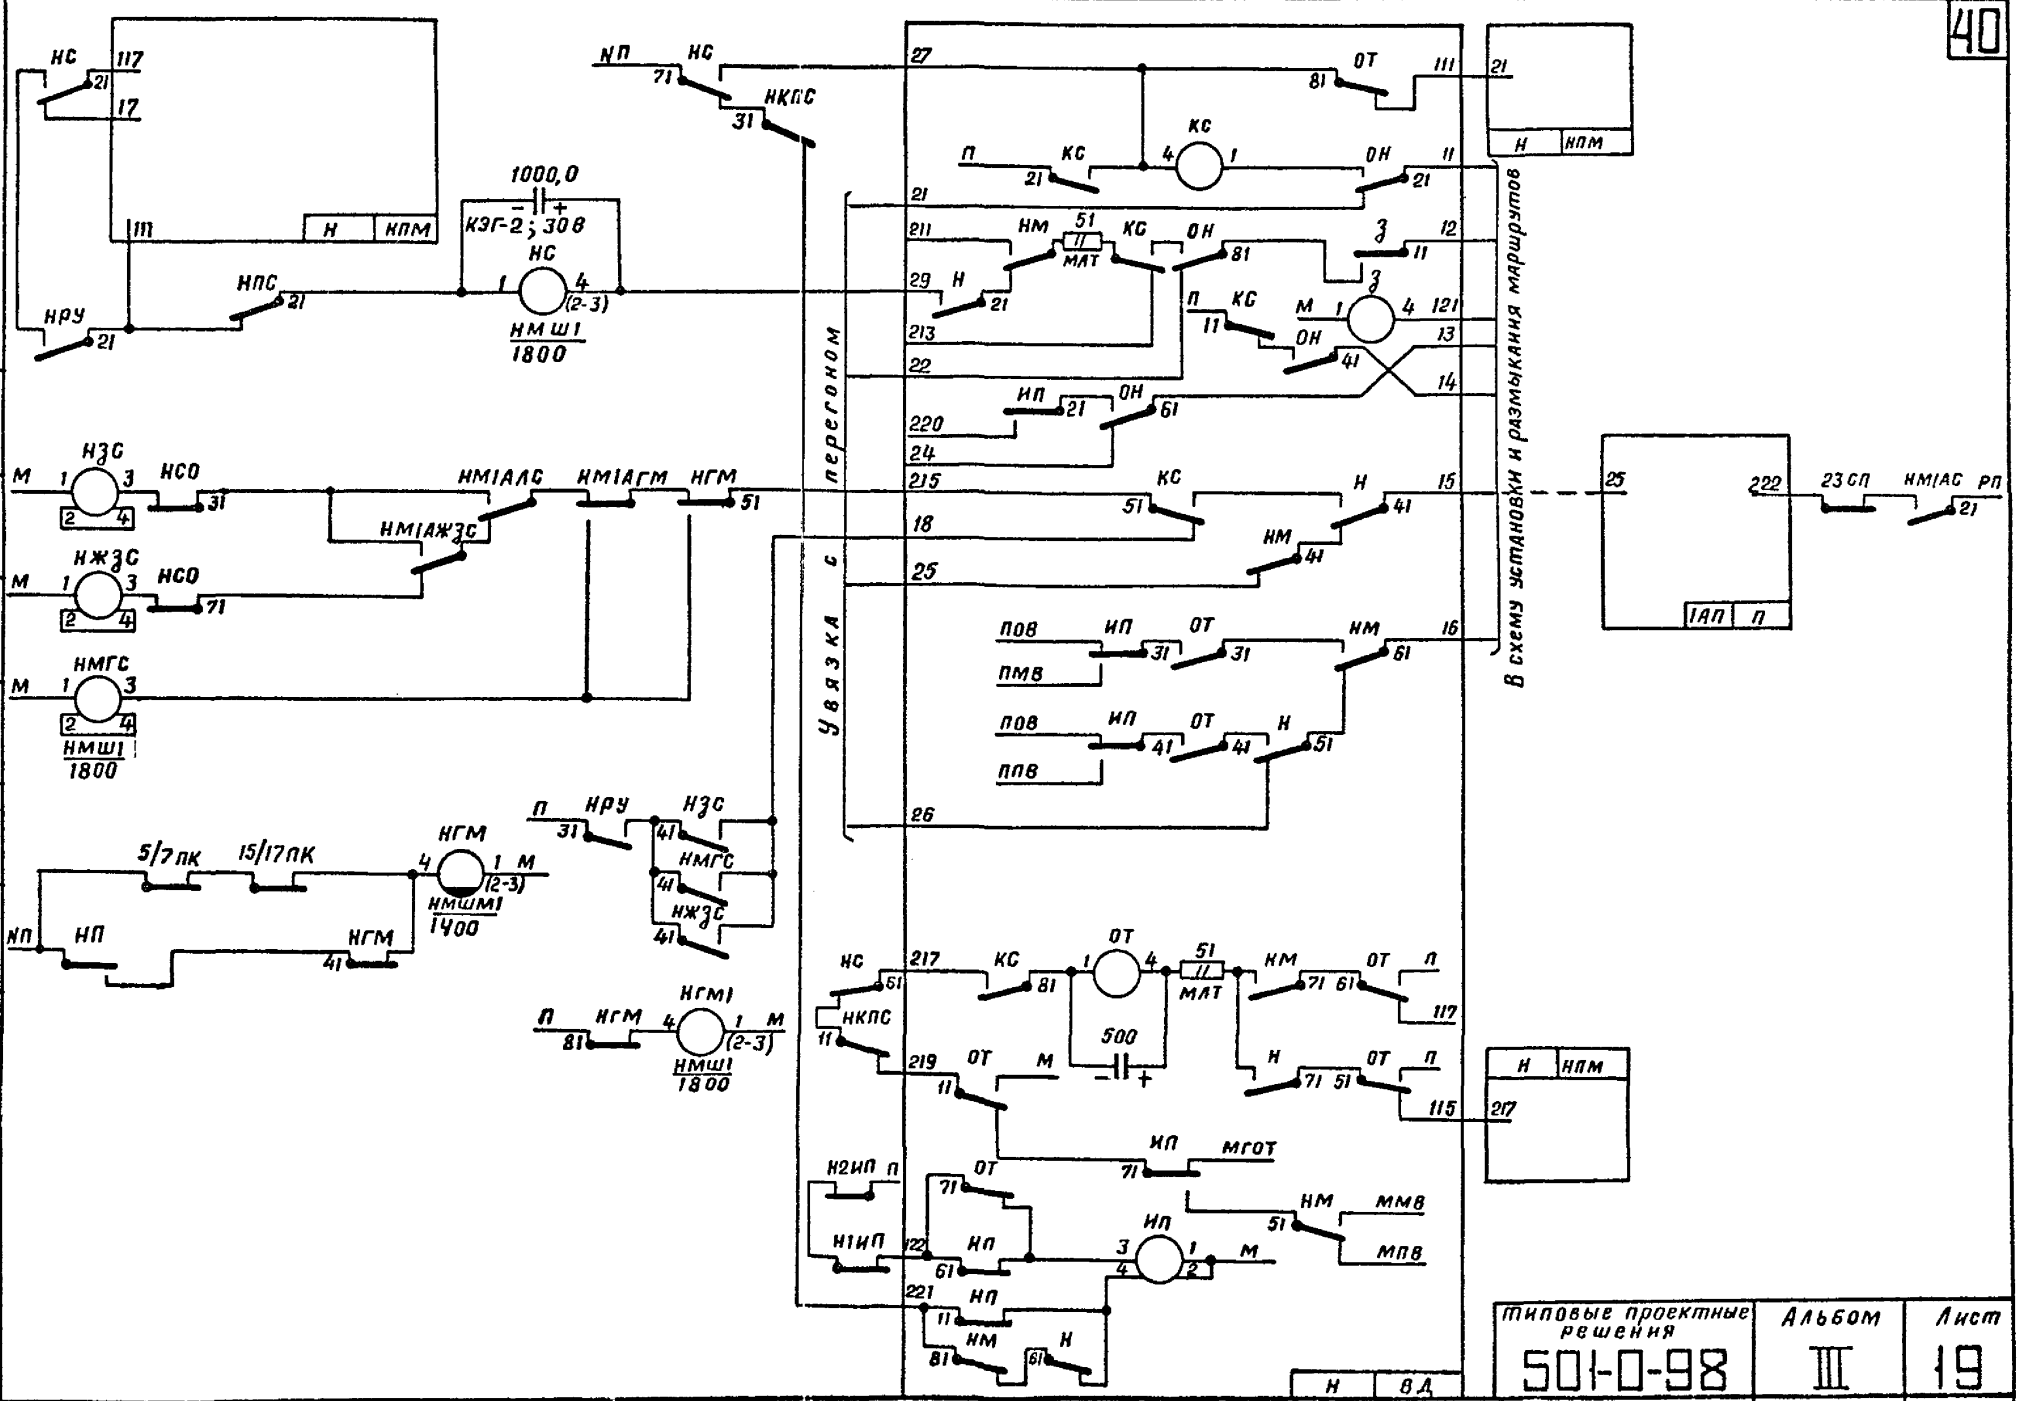 40
НС
117
21
17
111
Н НПМ
НРУ
21
НПС
21
1000,0
- +
КЭГ-2; 30 В
НС
1 4
(2-3)
НМШ1
1800
NП
НС
71
НКПС
31
27
ОТ
81
111
21
Н НПМ
П
КС
21
КС
4 1
ОН
21
11
21
211
НМ
51
МЛТ
КС
ОН
81
З
11
12
29
Н
21
П
КС
11
М
З
1 4
121
213
ОН
41
13
22
14
ИП
21
ОН
61
220
24
Увязка с перегоном
В схему установки и размыкания маршрутов
М
НЗС
1 3
2 4
НСО
31
НМ1АЛС
НМ1АГМ
НГМ
51
НМ1АЖЗС
М
НЖЗС
1 3
2 4
НСО
71
М
НМГС
1 3
2 4
НМШ1
1800
215
КС
51
Н
41
15
18
НМ
41
25
25
222
23 СП
НМ1АС
21
РП
1АП П
ПОВ
ПМВ
ИП
31
ОТ
31
НМ
61
16
ПОВ
ППВ
ИП
41
ОТ
41
Н
51
26
5/7ПК
15/17ПК
НГМ
4 1 М
(2-3)
НМШМ1
1400
NП
НП
НГМ
41
П
НРУ
31
НЗС
41
НМГС
41
НЖЗС
41
П
НГМ
81
НГМ1
4 1 М
(2-3)
НМШ1
1800
НС
61
217
КС
81
ОТ
1 4
51
МЛТ
500
- +
НМ
71
ОТ
61
П
117
НКПС
11
219
ОТ
11
М
Н
71
ОТ
51
П
115
217
Н НПМ
ИП
71
МГОТ
НМ
51
ММВ
МПВ
Н2ИП
П
Н1ИП
122
ОТ
71
НП
61
ИП
3 1
4 2
М
221
НП
11
НМ
81
Н
61
Н ВД
Типовые проектные
решения
501-0-98
Альбом
III
Лист
19